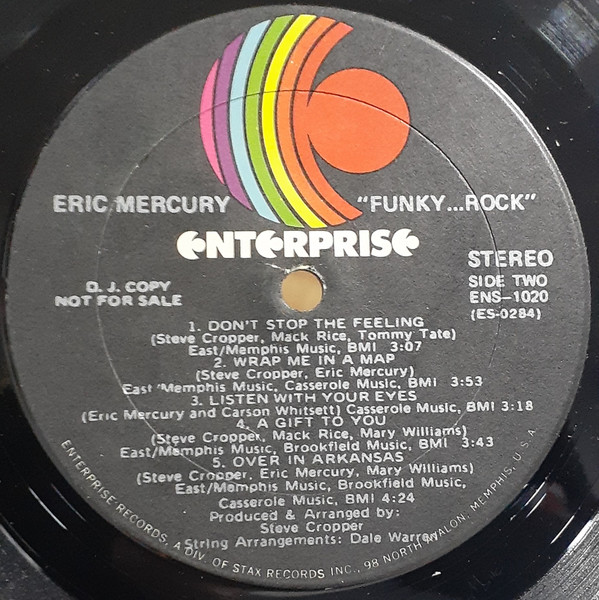 ERIC MERCURY "FUNKY...ROCK"
ENTERPRISE
D. J. COPY
NOT FOR SALE
STEREO
SIDE TWO
ENS-1020
(ES-0284)
1. DON'T STOP THE FEELING
(Steve Cropper, Mack Rice, Tommy Tate)
East/Memphis Music, BMI 3:07
2. WRAP ME IN A MAP
(Steve Cropper, Eric Mercury)
East Memphis Music, Casserole Music, BMI 3:53
3. LISTEN WITH YOUR EYES
(Eric Mercury and Carson Whitsett) Casserole Music, BMI 3:18
4. A GIFT TO YOU
(Steve Cropper, Mack Rice, Mary Williams)
East/Memphis Music, Brookfield Music, BMI 3:43
5. OVER IN ARKANSAS
(Steve Cropper, Eric Mercury, Mary Williams)
East/Memphis Music, Brookfield Music,
Casserole Music, BMI 4:24
Produced & Arranged by:
Steve Cropper
String Arrangements: Dale Warren
ENTERPRISE RECORDS, A DIV. OF STAX RECORDS INC., 98 NORTH AVALON, MEMPHIS, U.S.A